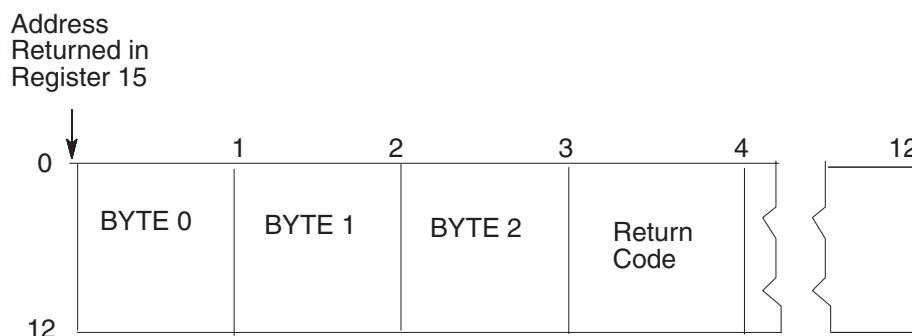 Address
Returned in
Register 15
1 2 3 4 12
0
BYTE 0 BYTE 1 BYTE 2 Return
Code
12